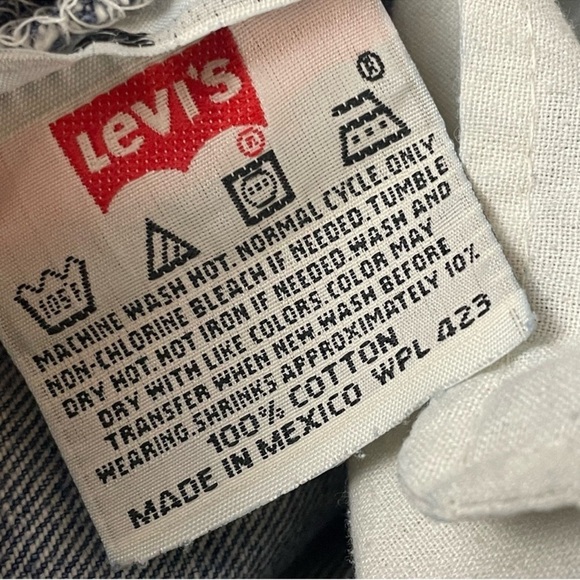 LEVI'S
®
®
105F
MACHINE WASH HOT. NORMAL CYCLE. ONLY
NON-CHLORINE BLEACH IF NEEDED. TUMBLE
DRY HOT. HOT IRON IF NEEDED. WASH AND
DRY WITH LIKE COLORS. COLOR MAY
TRANSFER WHEN NEW. WASH BEFORE
WEARING. SHRINKS APPROXIMATELY 10%
100% COTTON
MADE IN MEXICO WPL 423